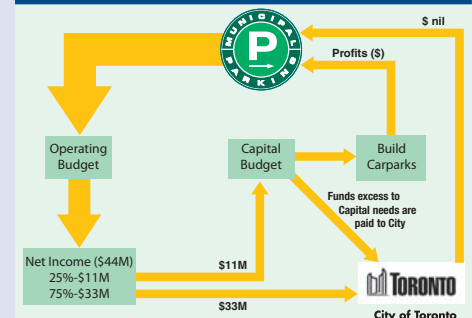 MUNICIPAL
P
PARKING
$ nil
Profits ($)
Operating
Budget
Capital
Budget
Build
Carparks
Funds excess to
Capital needs are
paid to City
Net Income ($44M)
25%-$11M
75%-$33M
$11M
$33M
TORONTO
City of Toronto